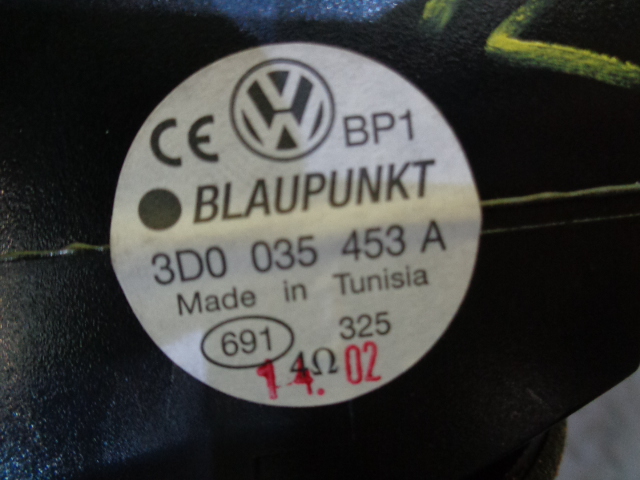 CE BP1
BLAUPUNKT
3D0 035 453 A
Made in Tunisia
691 325
4Ω
14.02